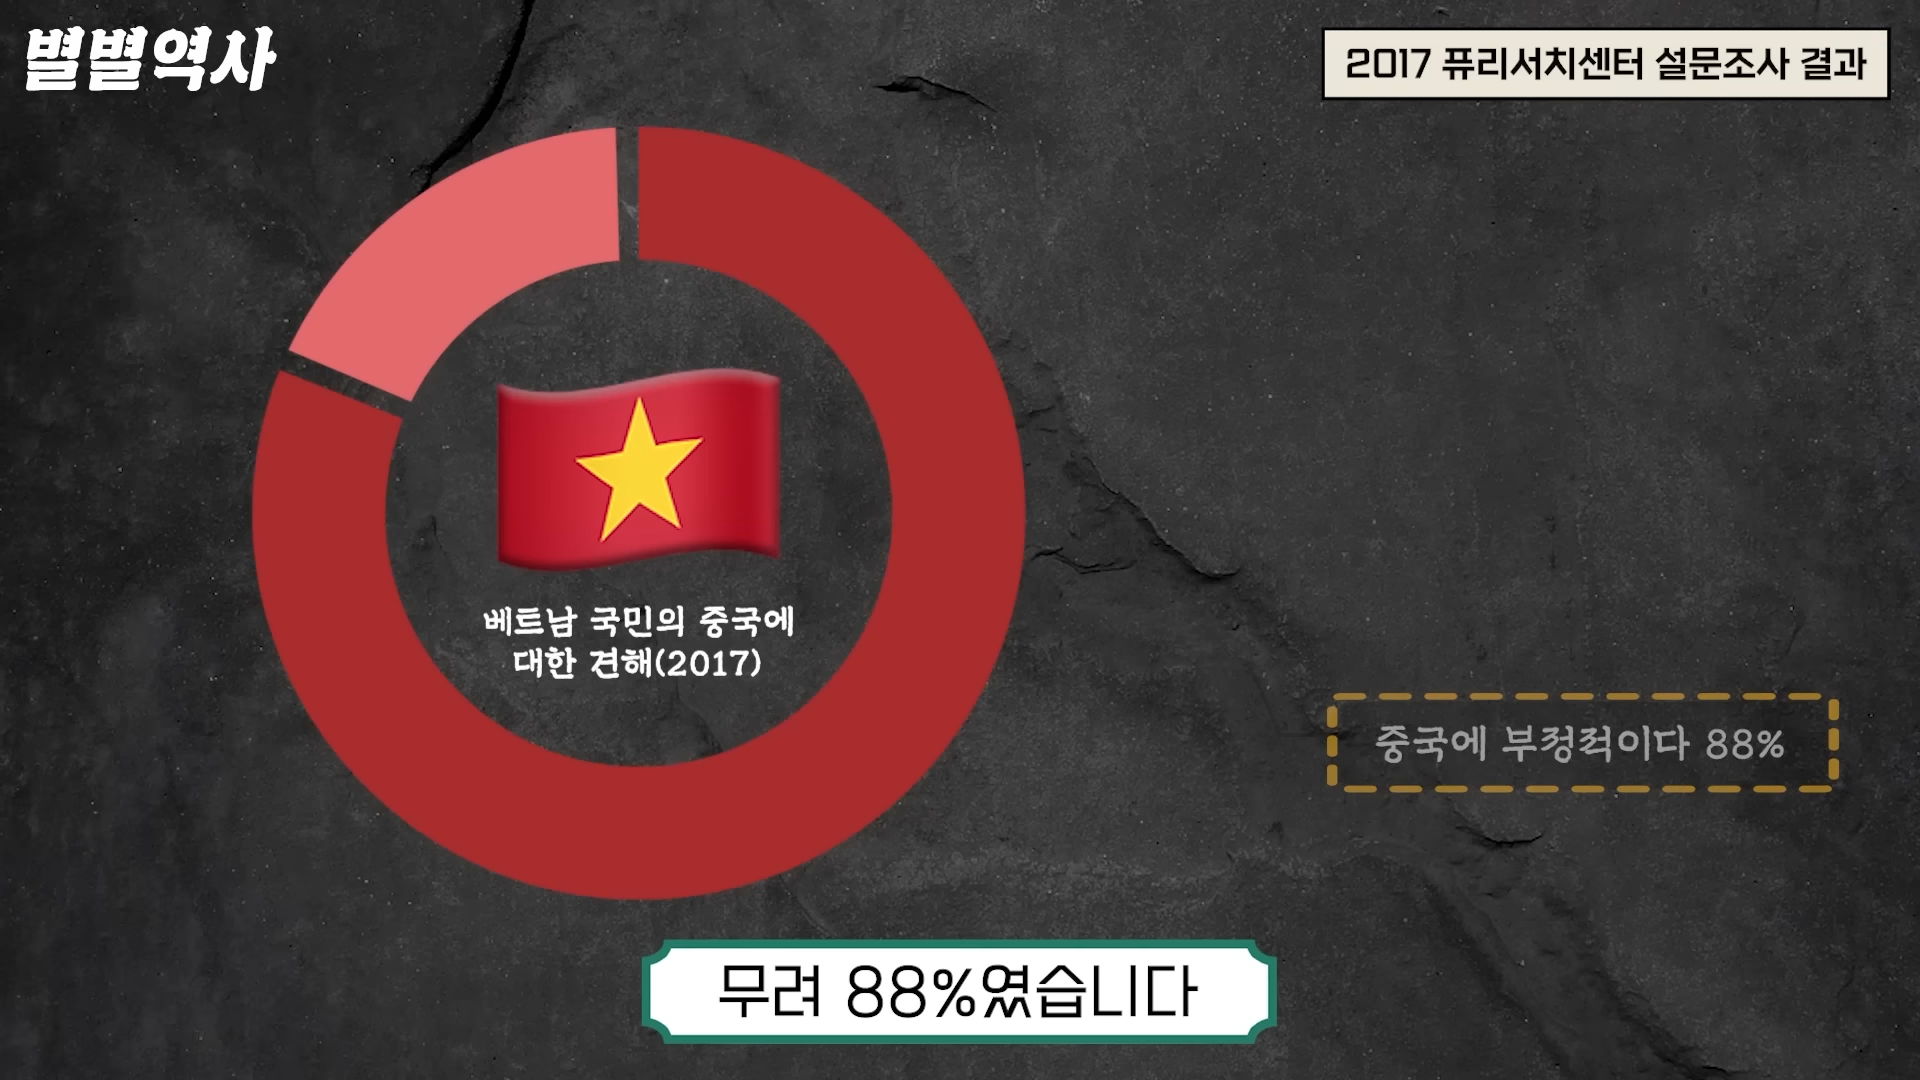 별별역사
2017 퓨리서치센터 설문조사 결과
베트남 국민의 중국에
대한 견해(2017)
중국에 부정적이다 88%
무려 88%였습니다